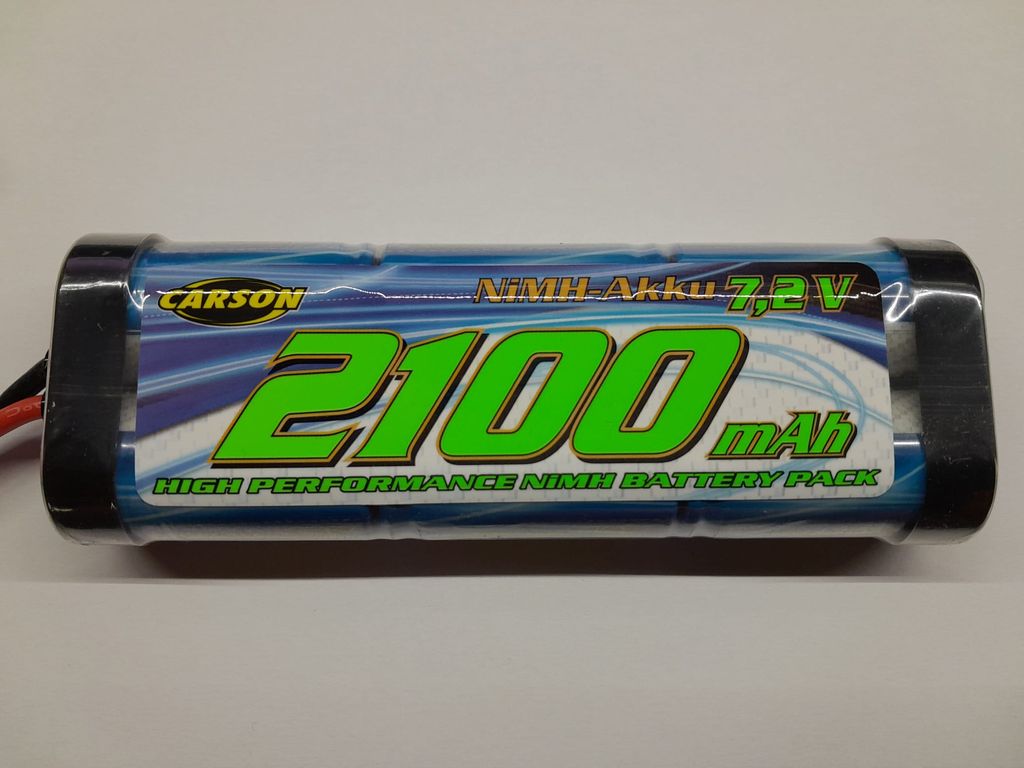 CARSON
NiMH-Akku 7,2 V
2100 mAh
HIGH PERFORMANCE NiMH BATTERY PACK